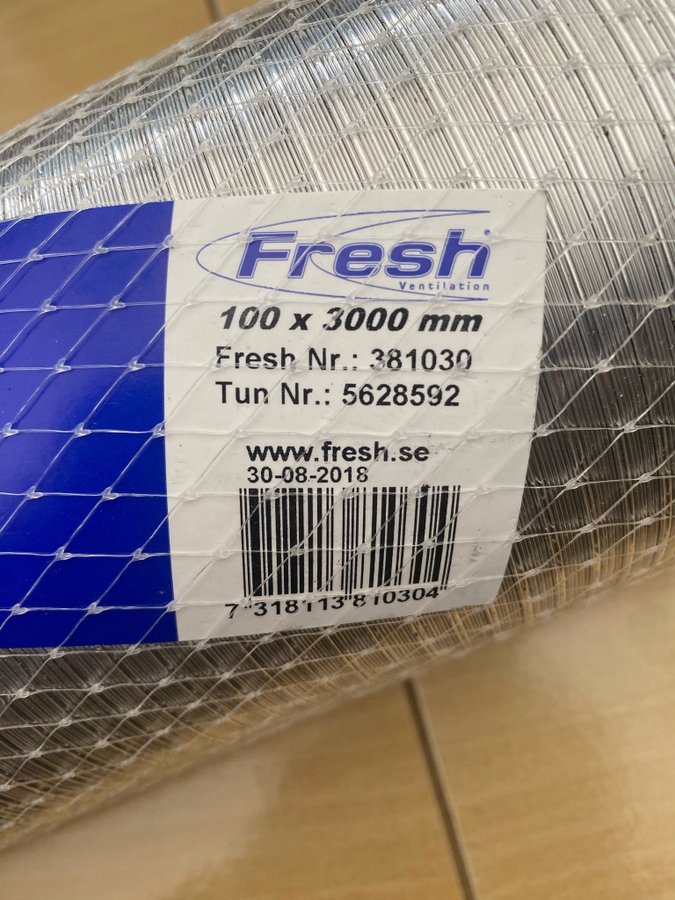 Fresh
Ventilation
100 x 3000 mm
Fresh Nr.: 381030
Tun Nr.: 5628592
www.fresh.se
30-08-2018
7 318113 810304